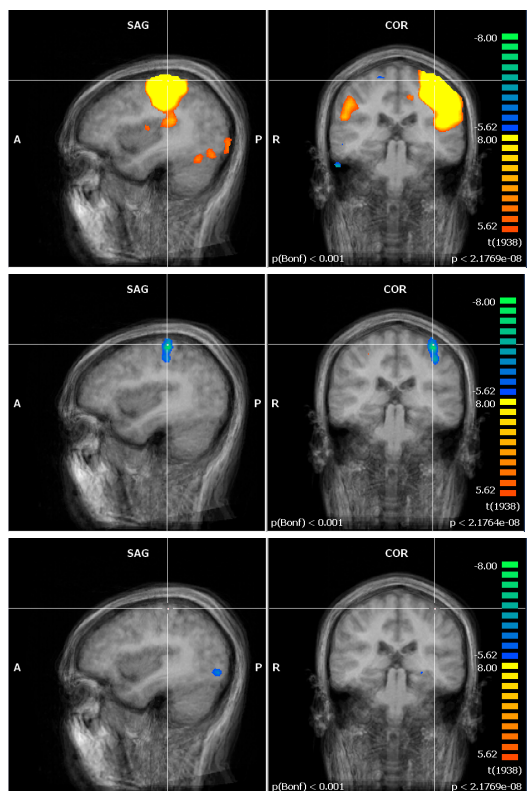 SAG
COR
A
P
R
-8.00
-5.62
8.00
5.62
t(1938)
p(Bonf) < 0.001
p < 2.1769e-08
SAG
COR
A
P
R
-8.00
-5.62
8.00
5.62
t(1938)
p(Bonf) < 0.001
p < 2.1764e-08
SAG
COR
A
P
R
-8.00
-5.62
8.00
5.62
t(1938)
p(Bonf) < 0.001
p < 2.1769e-08